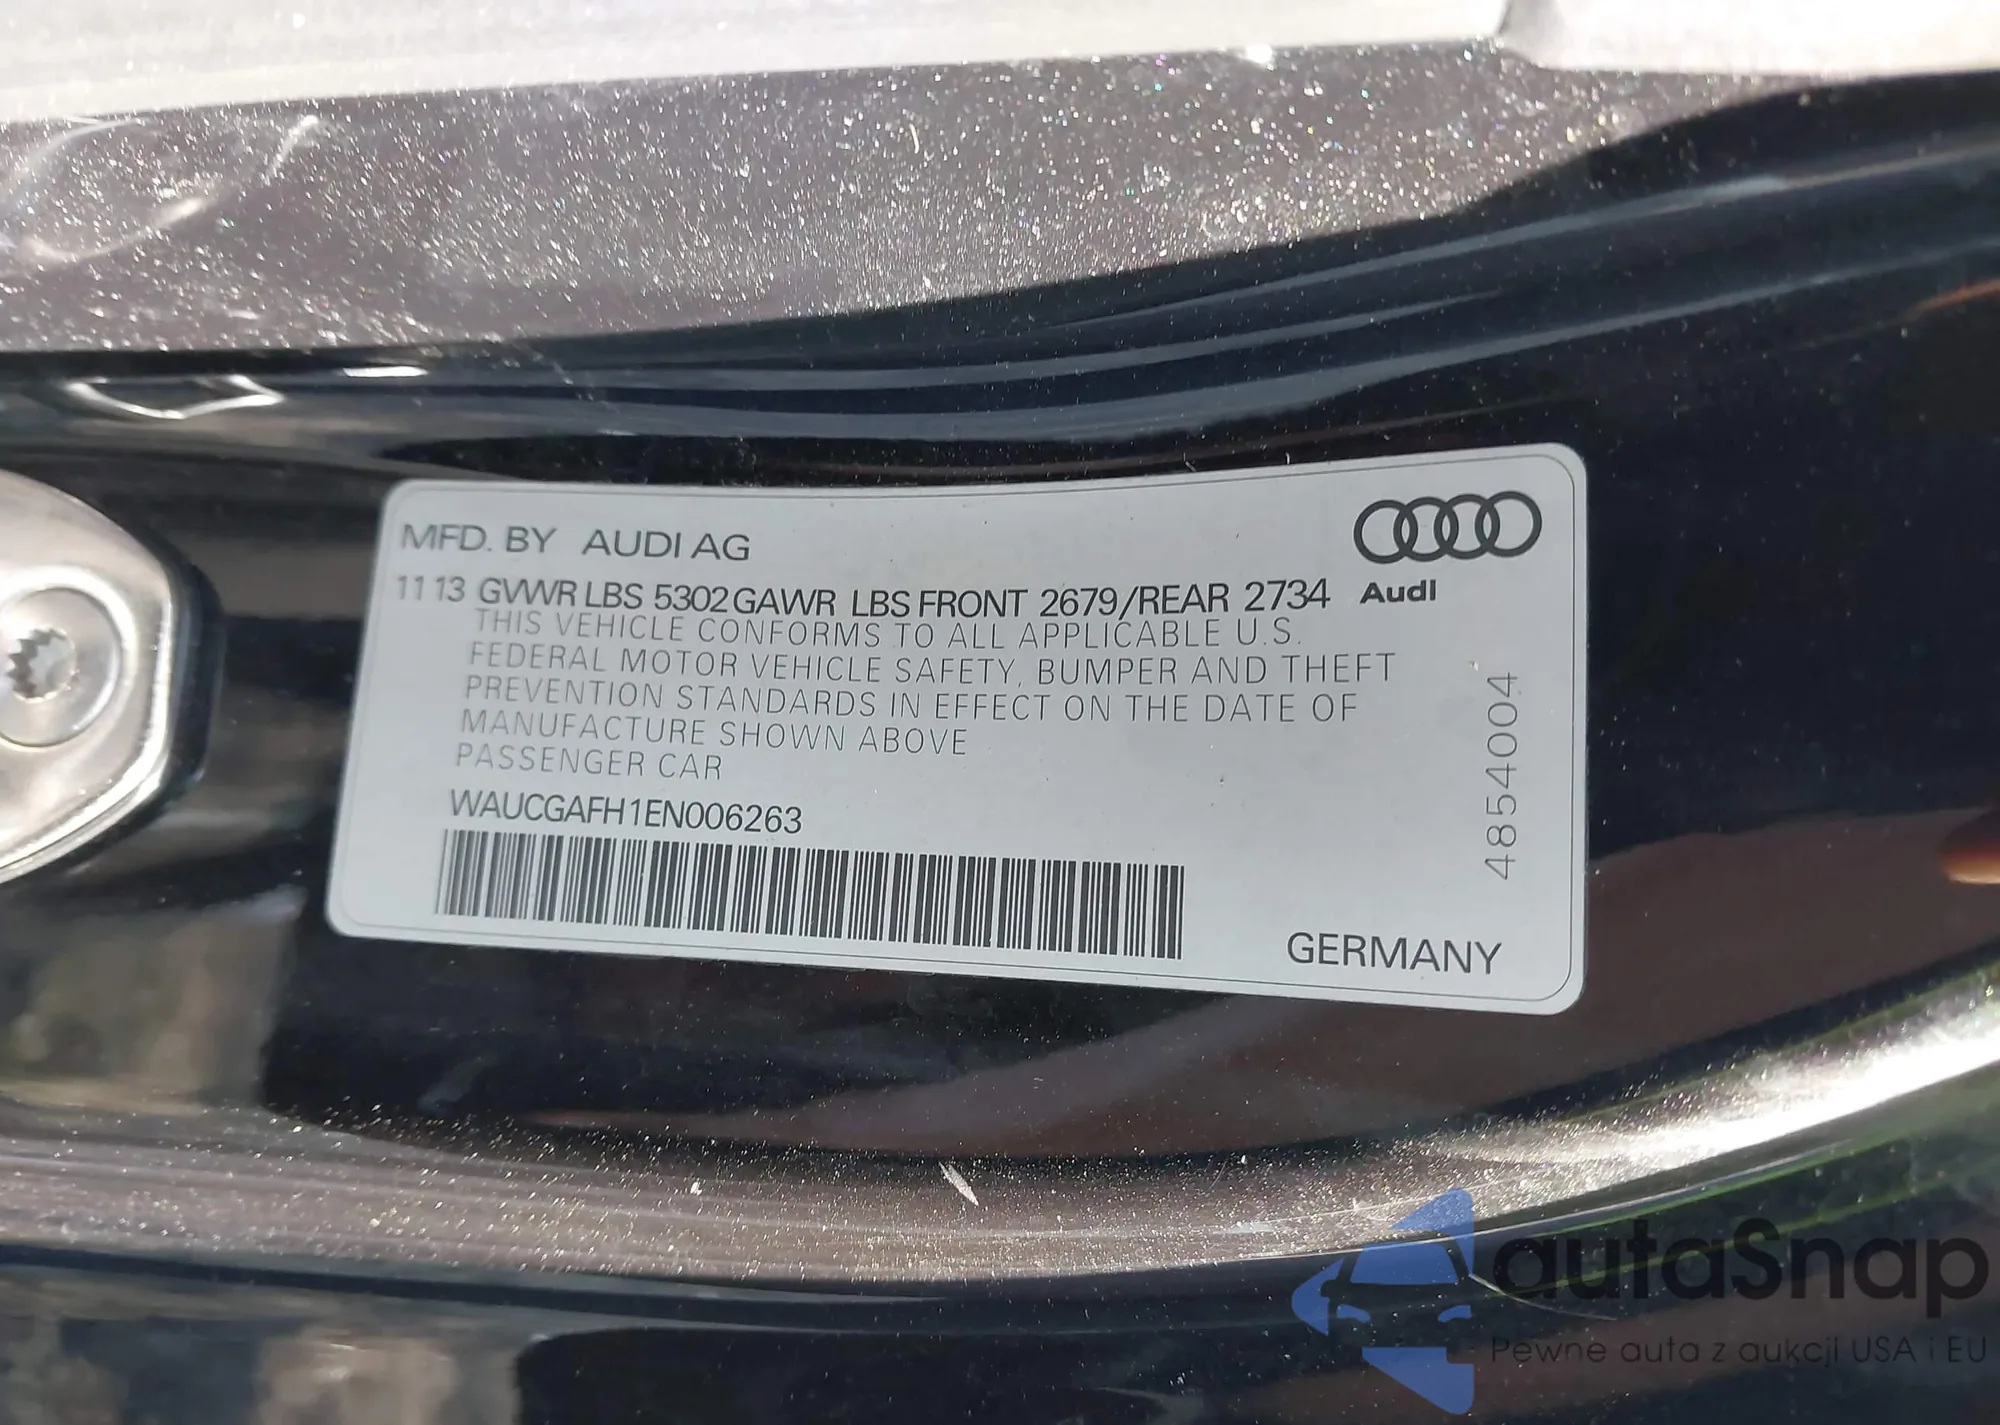 MFD. BY AUDI AG
11 13 GVWR LBS 5302 GAWR LBS FRONT 2679/REAR 2734
Audi
THIS VEHICLE CONFORMS TO ALL APPLICABLE U.S.
FEDERAL MOTOR VEHICLE SAFETY, BUMPER AND THEFT
PREVENTION STANDARDS IN EFFECT ON THE DATE OF
MANUFACTURE SHOWN ABOVE
PASSENGER CAR
WAUCGAFH1EN006263
4854004
GERMANY
autaSnap
Pewne auta z aukcji USA i EU